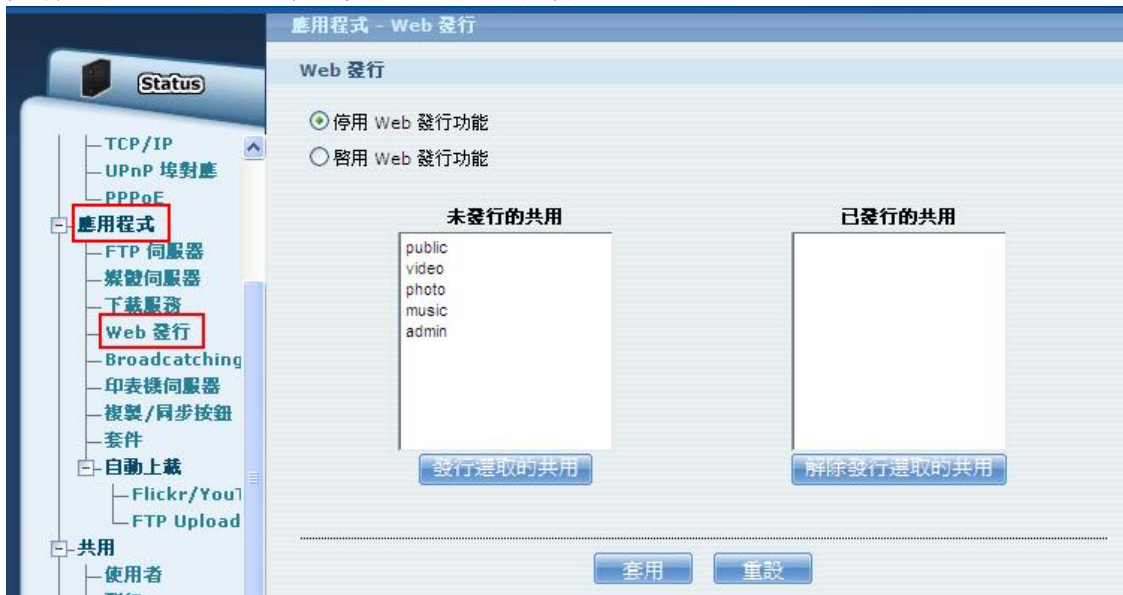 應用程式 - Web 發行
Status
TCP/IP
UPnP 埠對應
PPPoE
應用程式
FTP 伺服器
媒體伺服器
下載服務
Web 發行
Broadcatching
印表機伺服器
複製/同步按鈕
套件
自動上載
Flickr/YouT
FTP Upload
共用
使用者
Web 發行
停用 Web 發行功能
啟用 Web 發行功能
未發行的共用
public
video
photo
music
admin
發行選取的共用
已發行的共用
解除發行選取的共用
套用
重設